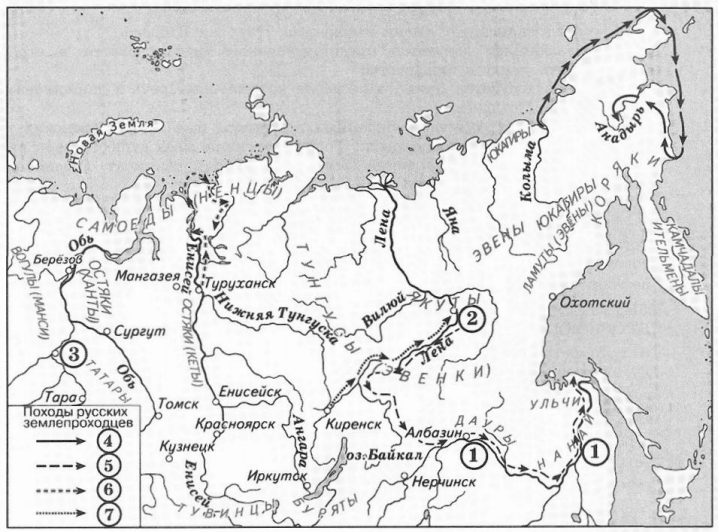 Новая Земля
САМОЕДЫ
(НЕНЦЫ)
ЮКАГИРЫ
Колыма
Анадырь
КОРЯКИ
ЭВЕНЫ ЮКАГИРЫ
ЛАМУТЫ (ЭВЕНЫ)
КАМЧАДАЛЫ
ИТЕЛЬМЕНЫ
Лена
Яна
Обь
Берёзов
ВОГУЛЫ (МАНСИ)
ОСТЯКИ
(ХАНТЫ)
Мангазея
Енисей
Туруханск
ОСТЯКИ (КЕТЫ)
ТУНГУСЫ
Нижняя Тунгуска
Вилюй
ЯКУТЫ
2
Лена
(ЭВЕНКИ)
Охотский
Сургут
3
ТАТАРЫ
Обь
Тара
Томск
Енисейск
Красноярск
Кузнецк
Енисей
Ангара
Киренск
оз. Байкал
Иркутск
ТУВИНЦЫ
БУРЯТЫ
Албазин
ДАУРЫ
УЛЬЧИ
НАНАЙ
1
1
Нерчинск
Походы русских
землепроходцев
4
5
6
7